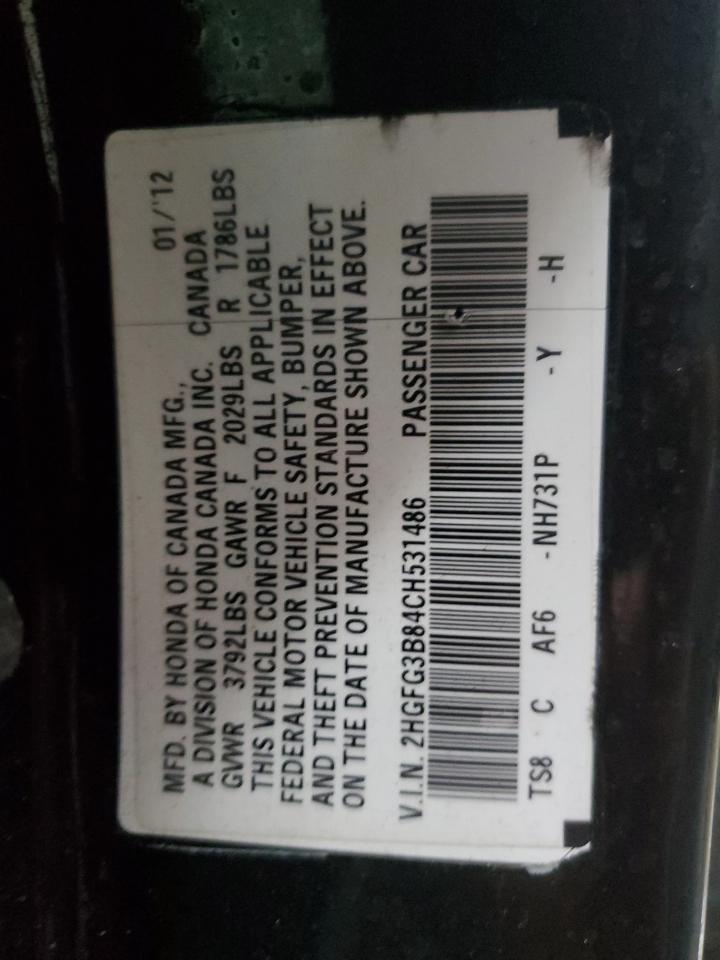 MFD. BY HONDA OF CANADA MFG., 01/'12
A DIVISION OF HONDA CANADA INC. CANADA
GVWR 3792LBS GAWR F 2029LBS R 1786LBS
THIS VEHICLE CONFORMS TO ALL APPLICABLE
FEDERAL MOTOR VEHICLE SAFETY, BUMPER,
AND THEFT PREVENTION STANDARDS IN EFFECT
ON THE DATE OF MANUFACTURE SHOWN ABOVE.
V.I.N. 2HGFG3B84CH531486 PASSENGER CAR
TS8 C AF6 -NH731P -Y -H